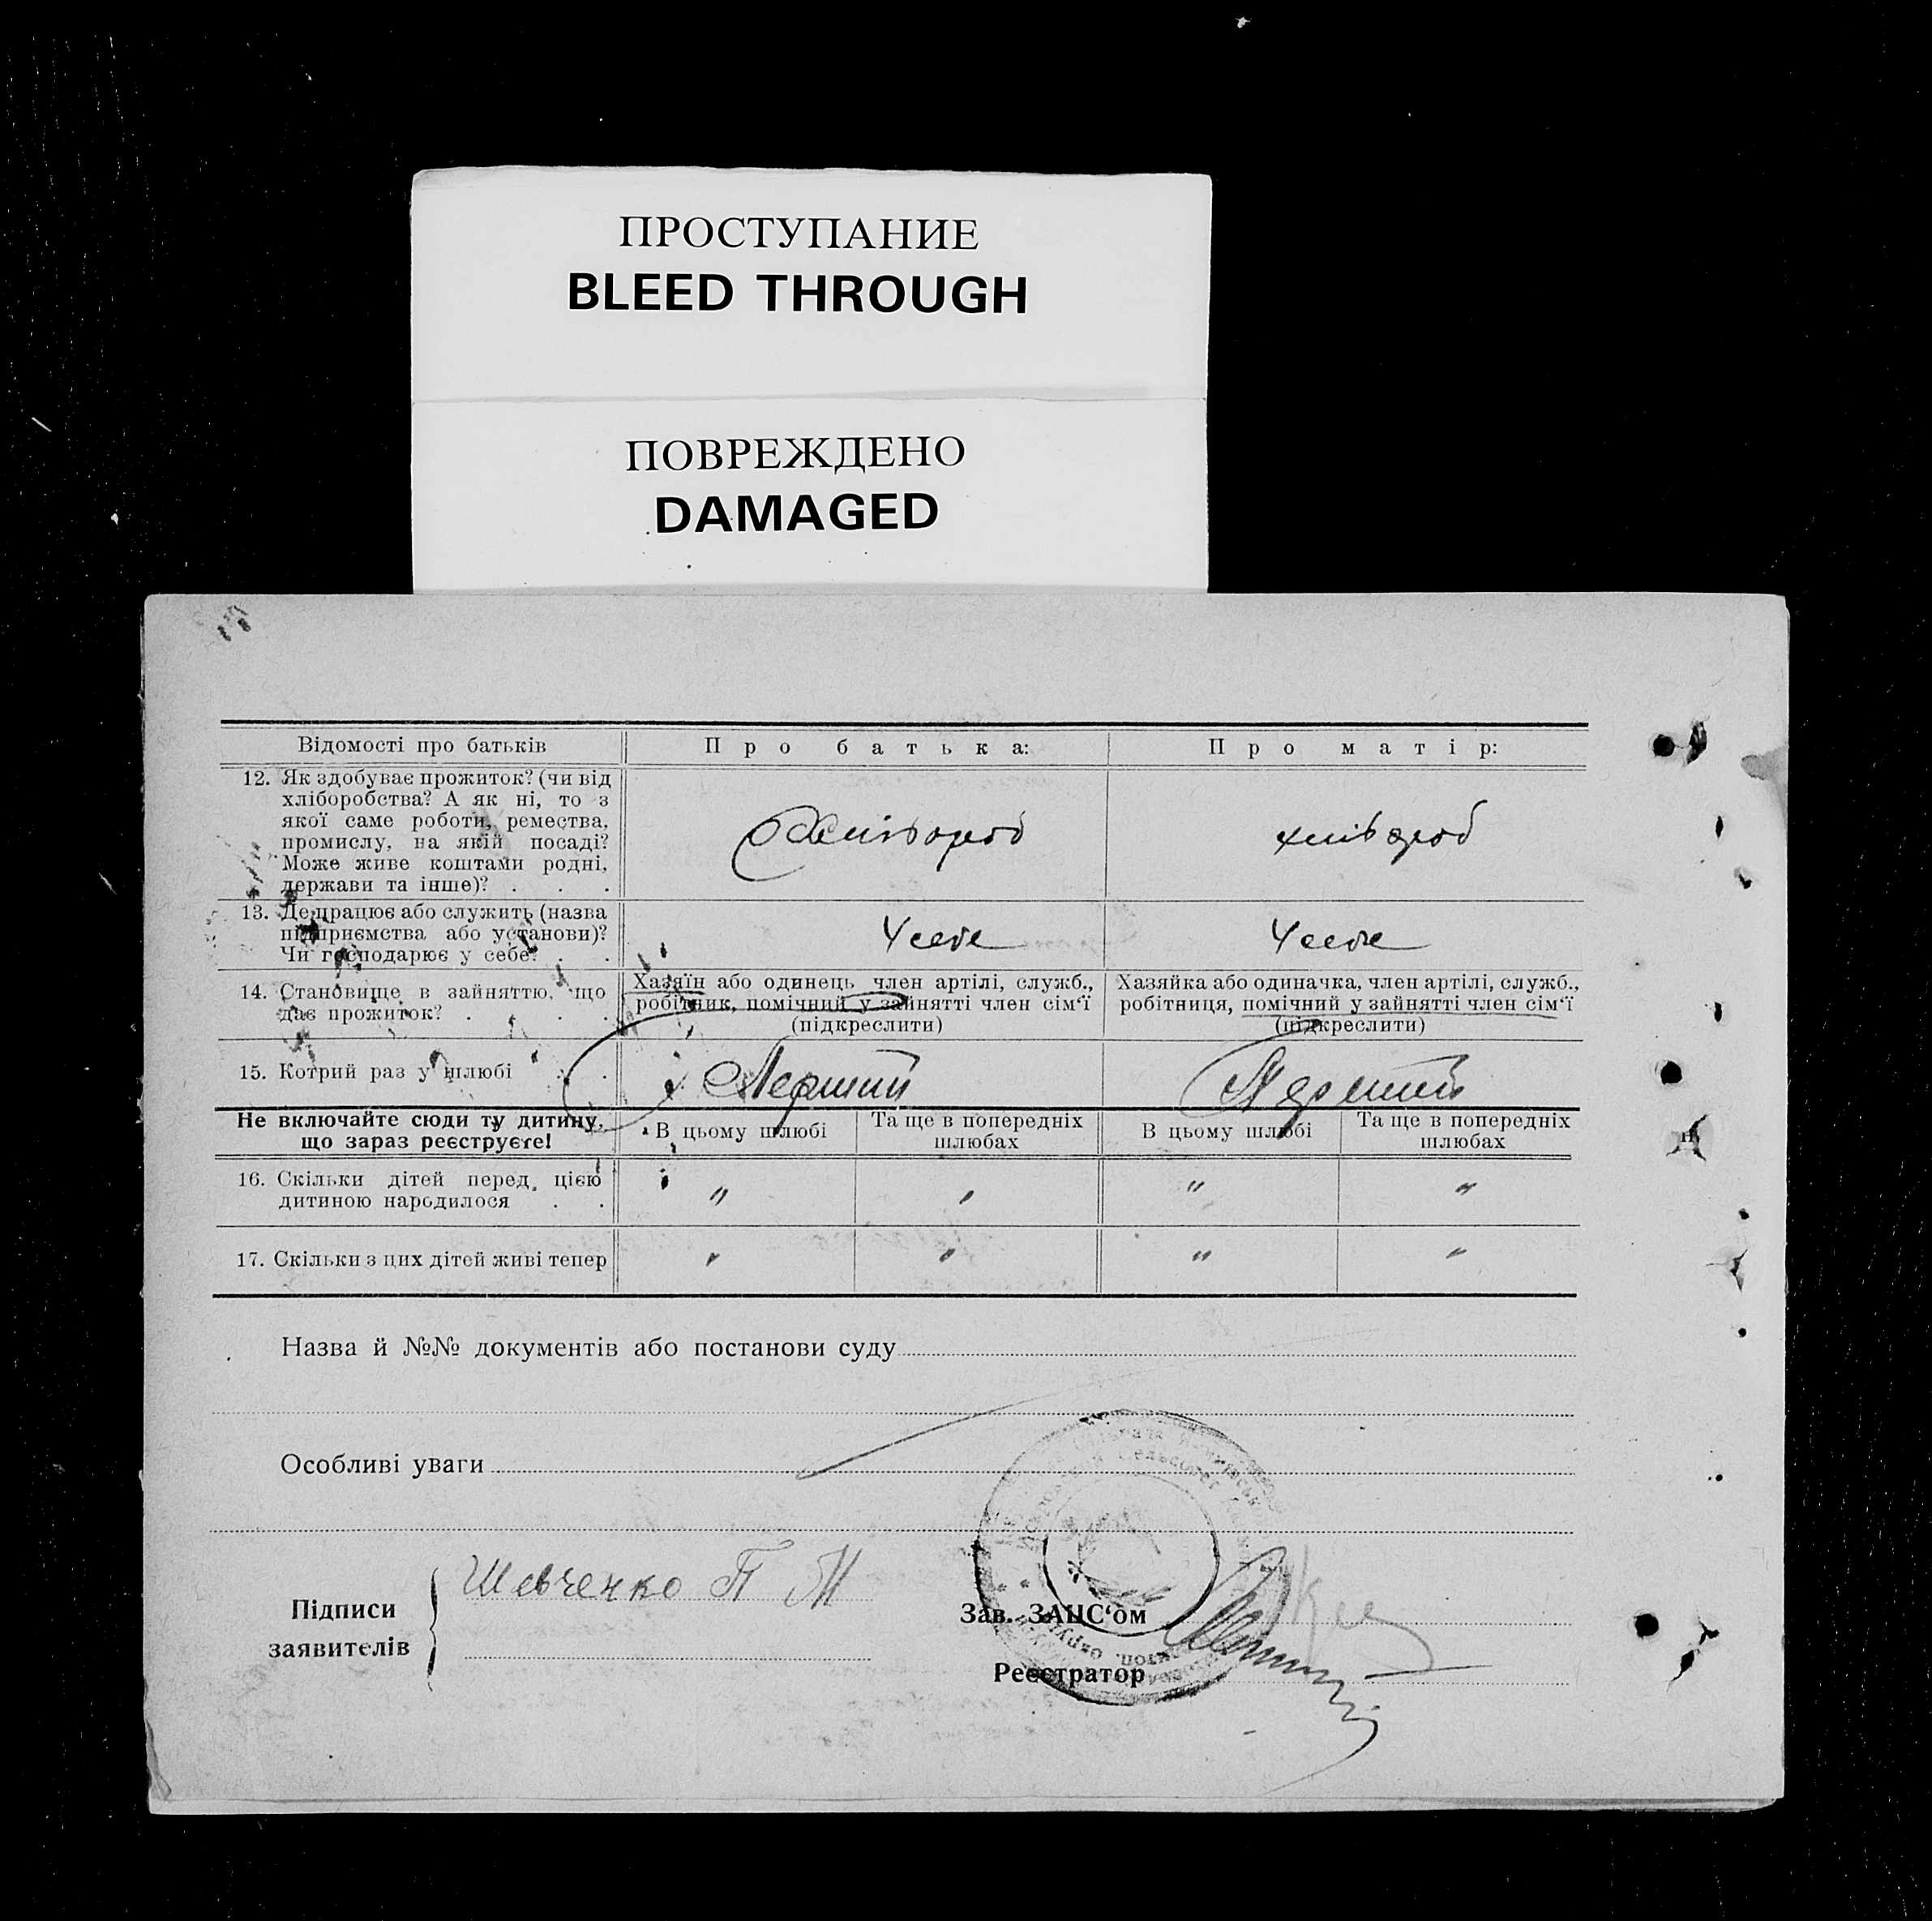 ПРОСТУПАНИЕ
BLEED THROUGH
ПОВРЕЖДЕНО
DAMAGED
Відомості про батьків
Про батька:
Про матір:
12. Як здобуває прожиток? (чи від
хліборобства? А як ні, то з
якої саме роботи, ремества,
промислу, на якій посаді?
Може живе коштами родні,
держави та інше)? . . .
Хлібороб
хлібороб
13. Де працює або служить (назва
підприємства або установи)?
Чи господарює у себе? . .
У себе
У себе
14. Становище в зайняттю, що
дає прожиток? . . . .
Хазяїн або одинець член артілі, служб.,
робітник, помічний у зайнятті член сім'ї
(підкреслити)
Хазяйка або одиначка, член артілі, служб.,
робітниця, помічний у зайнятті член сім'ї
(підкреслити)
15. Котрий раз у шлюбі . .
Перший
Перший
Не включайте сюди ту дитину,
що зараз реєструєте!
В цьому шлюбі
Та ще в попередніх
шлюбах
В цьому шлюбі
Та ще в попередніх
шлюбах
16. Скільки дітей перед цією
дитиною народилося . .
" " " "
17. Скільки з цих дітей живі тепер
" " " "
Назва й №№ документів або постанови суду
Особливі уваги
Підписи
заявителів
Шевченко П М
Зав. ЗАПС'ом
Реєстратор